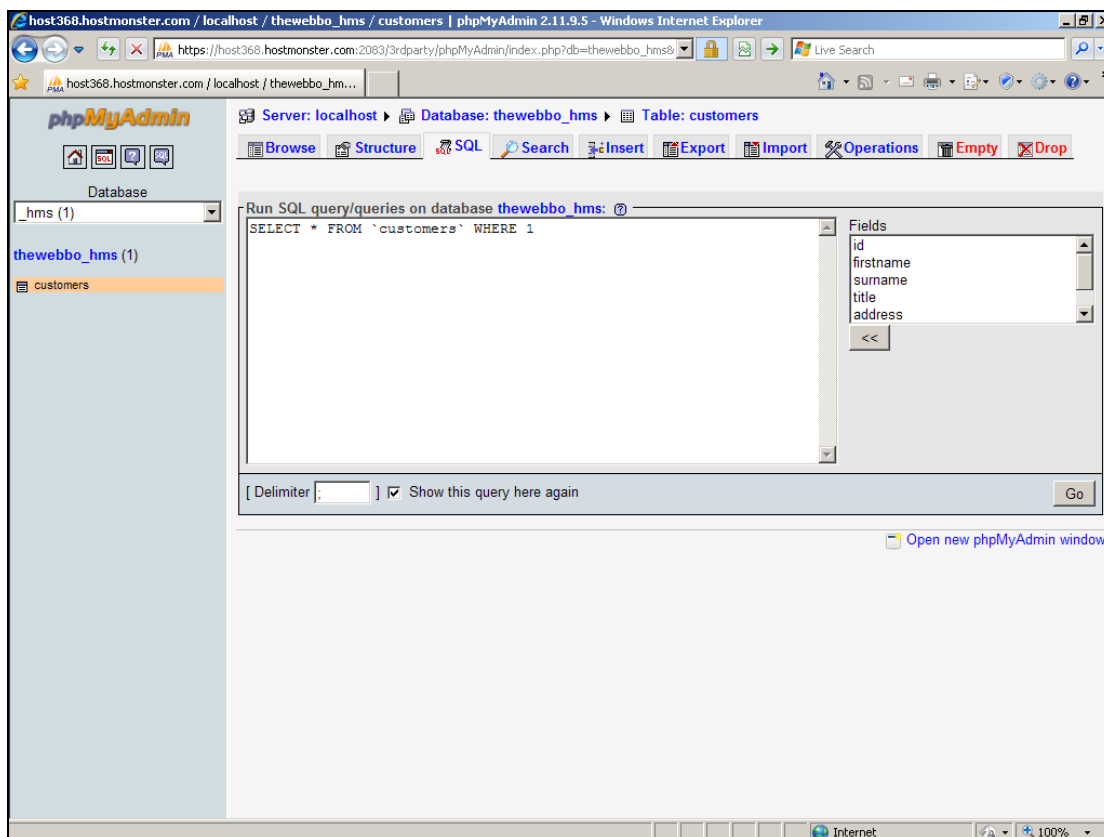 host368.hostmonster.com / localhost / thewebbo_hms / customers | phpMyAdmin 2.11.9.5 - Windows Internet Explorer
https://host368.hostmonster.com:2083/3rdparty/phpMyAdmin/index.php?db=thewebbo_hms&
Live Search
host368.hostmonster.com / localhost / thewebbo_hm...
phpMyAdmin
Server: localhost ▸ Database: thewebbo_hms ▸ Table: customers
Browse Structure SQL Search Insert Export Import Operations Empty Drop
Database
_hms (1)
thewebbo_hms (1)
customers
Run SQL query/queries on database thewebbo_hms:
SELECT * FROM `customers` WHERE 1
Fields
id
firstname
surname
title
address
<<
[ Delimiter ; ] Show this query here again
Go
Open new phpMyAdmin window
Internet
100%